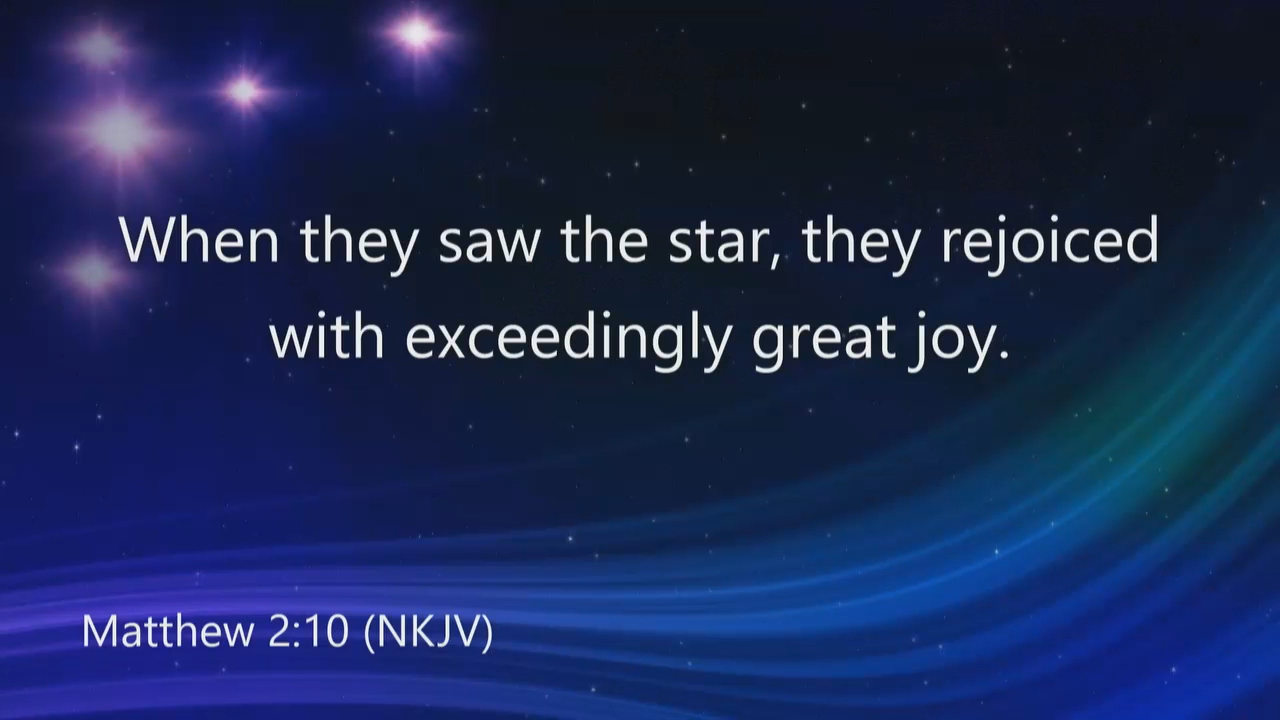 When they saw the star, they rejoiced
with exceedingly great joy.
Matthew 2:10 (NKJV)